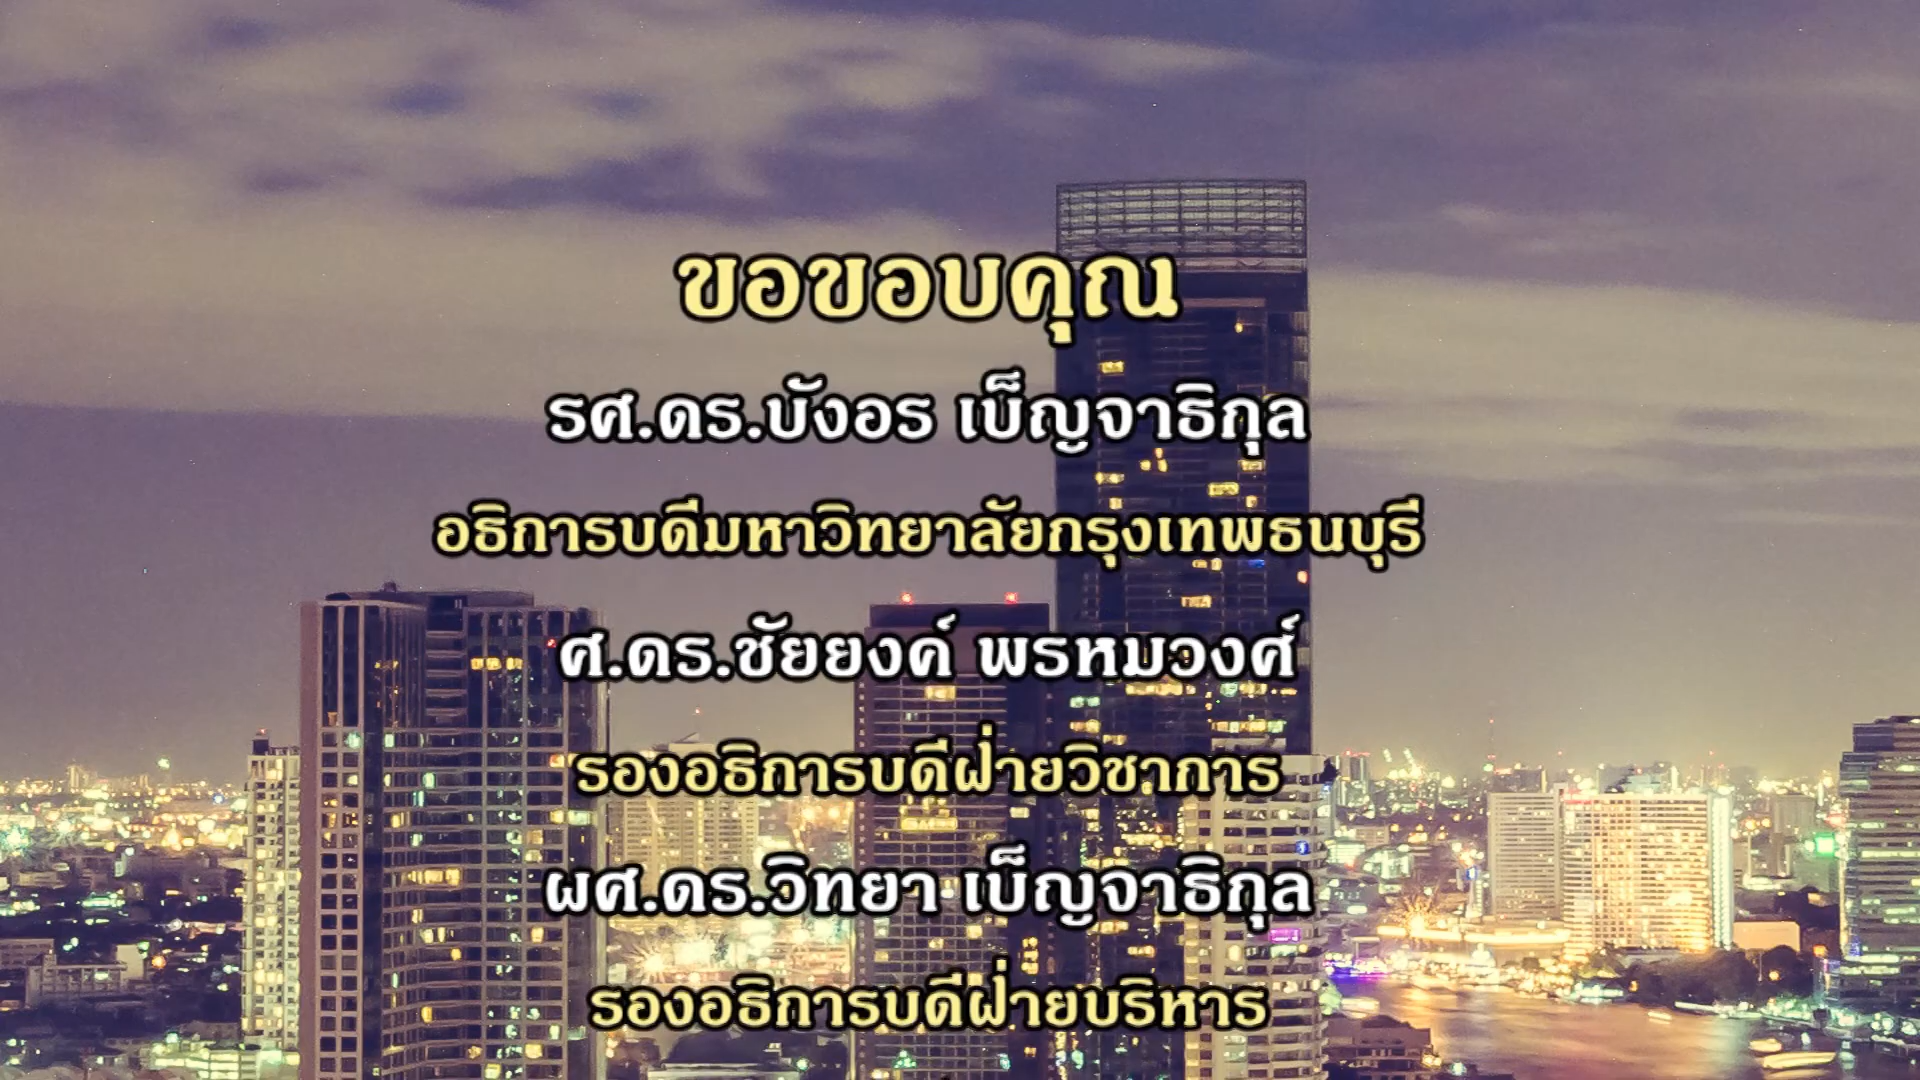 ขอขอบคุณ
รศ.ดร.บังอร เบ็ญจาธิกุล
อธิการบดีมหาวิทยาลัยกรุงเทพธนบุรี
ศ.ดร.ชัยยงค์ พรหมวงศ์
รองอธิการบดีฝ่ายวิชาการ
ผศ.ดร.วิทยา เบ็ญจาธิกุล
รองอธิการบดีฝ่ายบริหาร